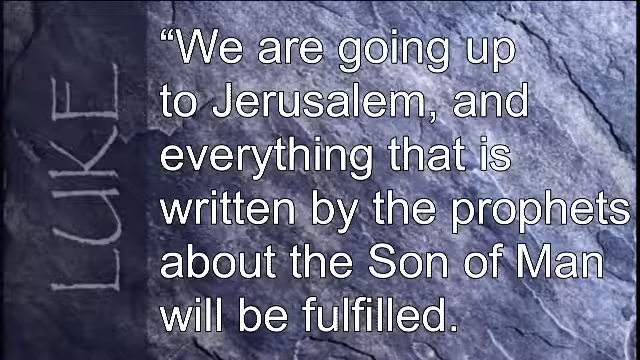 LUKE
“We are going up
to Jerusalem, and
everything that is
written by the prophets
about the Son of Man
will be fulfilled.